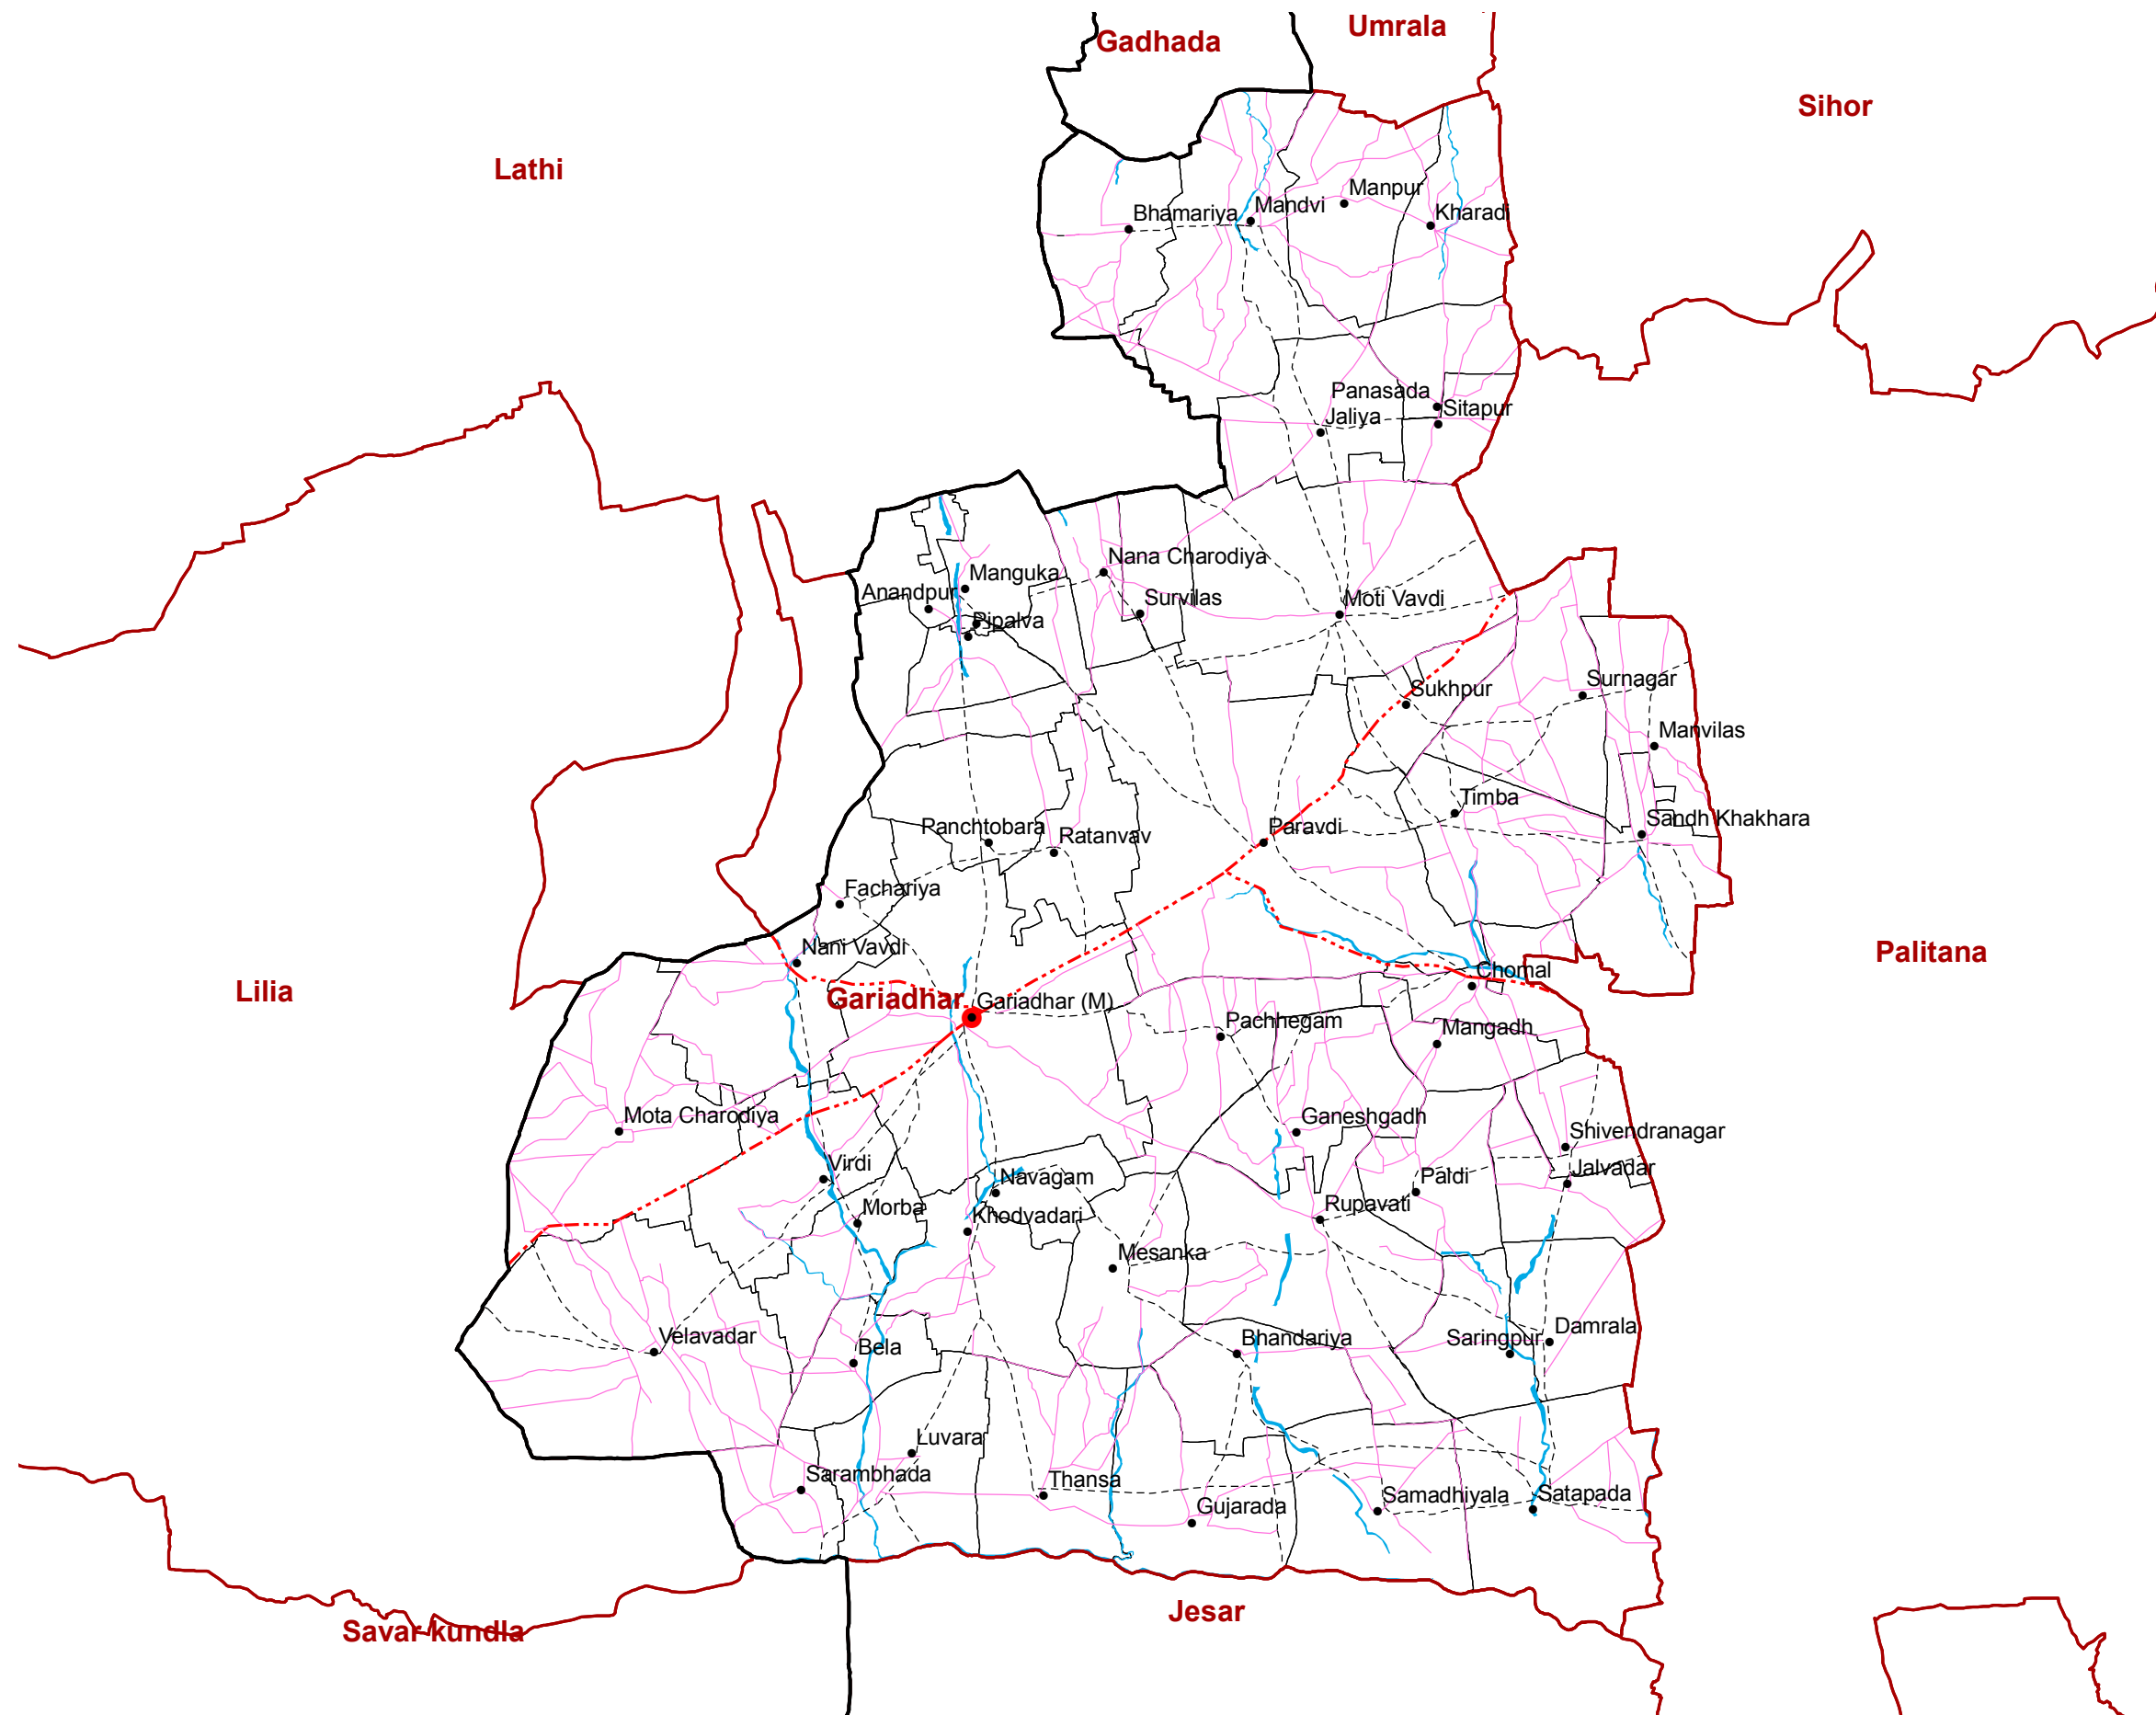 Umrala
Gadhada
Sihor
Lathi
Manpur
Mandvi
Bhamariya
Kharadi
Panasada
Sitapur
Jaliya
Nana Charodiya
Manguka
Anandpur
Survilas
Moti Vavdi
Pipalva
Surnagar
Sukhpur
Manvilas
Timba
Sandh Khakhara
Panchtobara
Ratanvav
Paravdi
Fachariya
Nani Vavdi
Palitana
Chomal
Lilia
Gariadhar
Gariadhar (M)
Pachhegam
Mangadh
Mota Charodiya
Ganeshgadh
Shivendranagar
Virdi
Jalvadar
Navagam
Paldi
Morba
Khodvadari
Rupavati
Mesanka
Velavadar
Bela
Bhandariya
Saringpur
Damrala
Luvara
Sarambhada
Thansa
Gujarada
Samadhiyala
Satapada
Jesar
Savar kundla